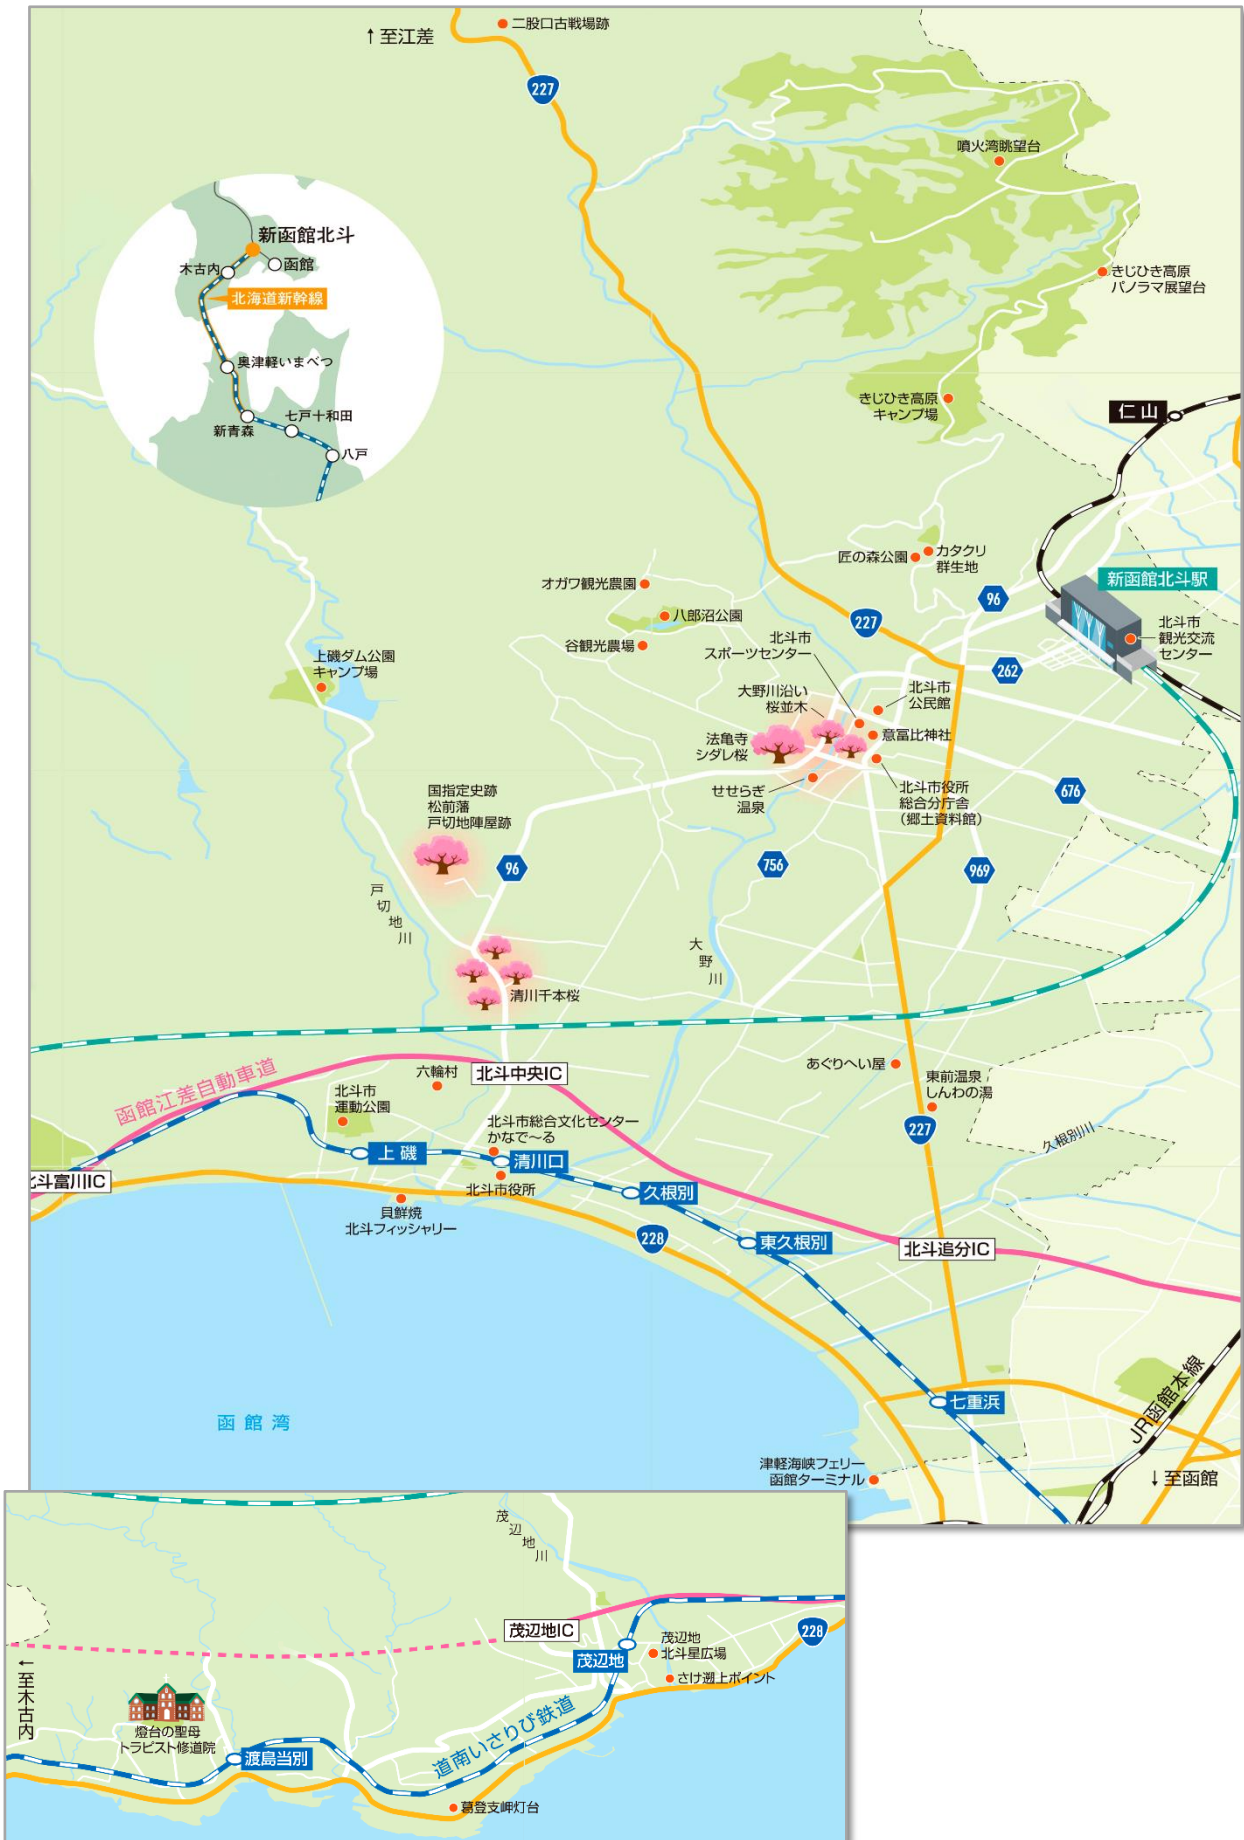 二股口古戦場跡
↑至江差
227
噴火湾眺望台
新函館北斗
木古内
函館
北海道新幹線
奥津軽いまべつ
七戸十和田
新青森
八戸
きじひき高原
パノラマ展望台
きじひき高原
キャンプ場
仁山
匠の森公園
カタクリ
群生地
新函館北斗駅
オガワ観光農園
96
八郎沼公園
227
北斗市
観光交流
センター
北斗市
スポーツセンター
谷観光農場
上磯ダム公園
キャンプ場
262
大野川沿い
桜並木
北斗市
公民館
法亀寺
シダレ桜
意冨比神社
せせらぎ
温泉
北斗市役所
総合分庁舎
（郷土資料館）
676
国指定史跡
松前藩
戸切地陣屋跡
96
756
969
戸切地川
大野川
清川千本桜
あぐりへい屋
函館江差自動車道
六輪村
北斗中央IC
東前温泉
しんわの湯
北斗市
運動公園
227
北斗市総合文化センター
かなで～る
久根別川
上磯
清川口
北斗富川IC
北斗市役所
久根別
貝鮮焼
北斗フィッシャリー
228
東久根別
北斗追分IC
七重浜
JR函館本線
函館湾
津軽海峡フェリー
函館ターミナル
↓至函館
茂辺地川
茂辺地IC
228
茂辺地
茂辺地
北斗星広場
さけ遡上ポイント
←至木古内
燈台の聖母
トラピスト修道院
道南いさりび鉄道
渡島当別
葛登支岬灯台